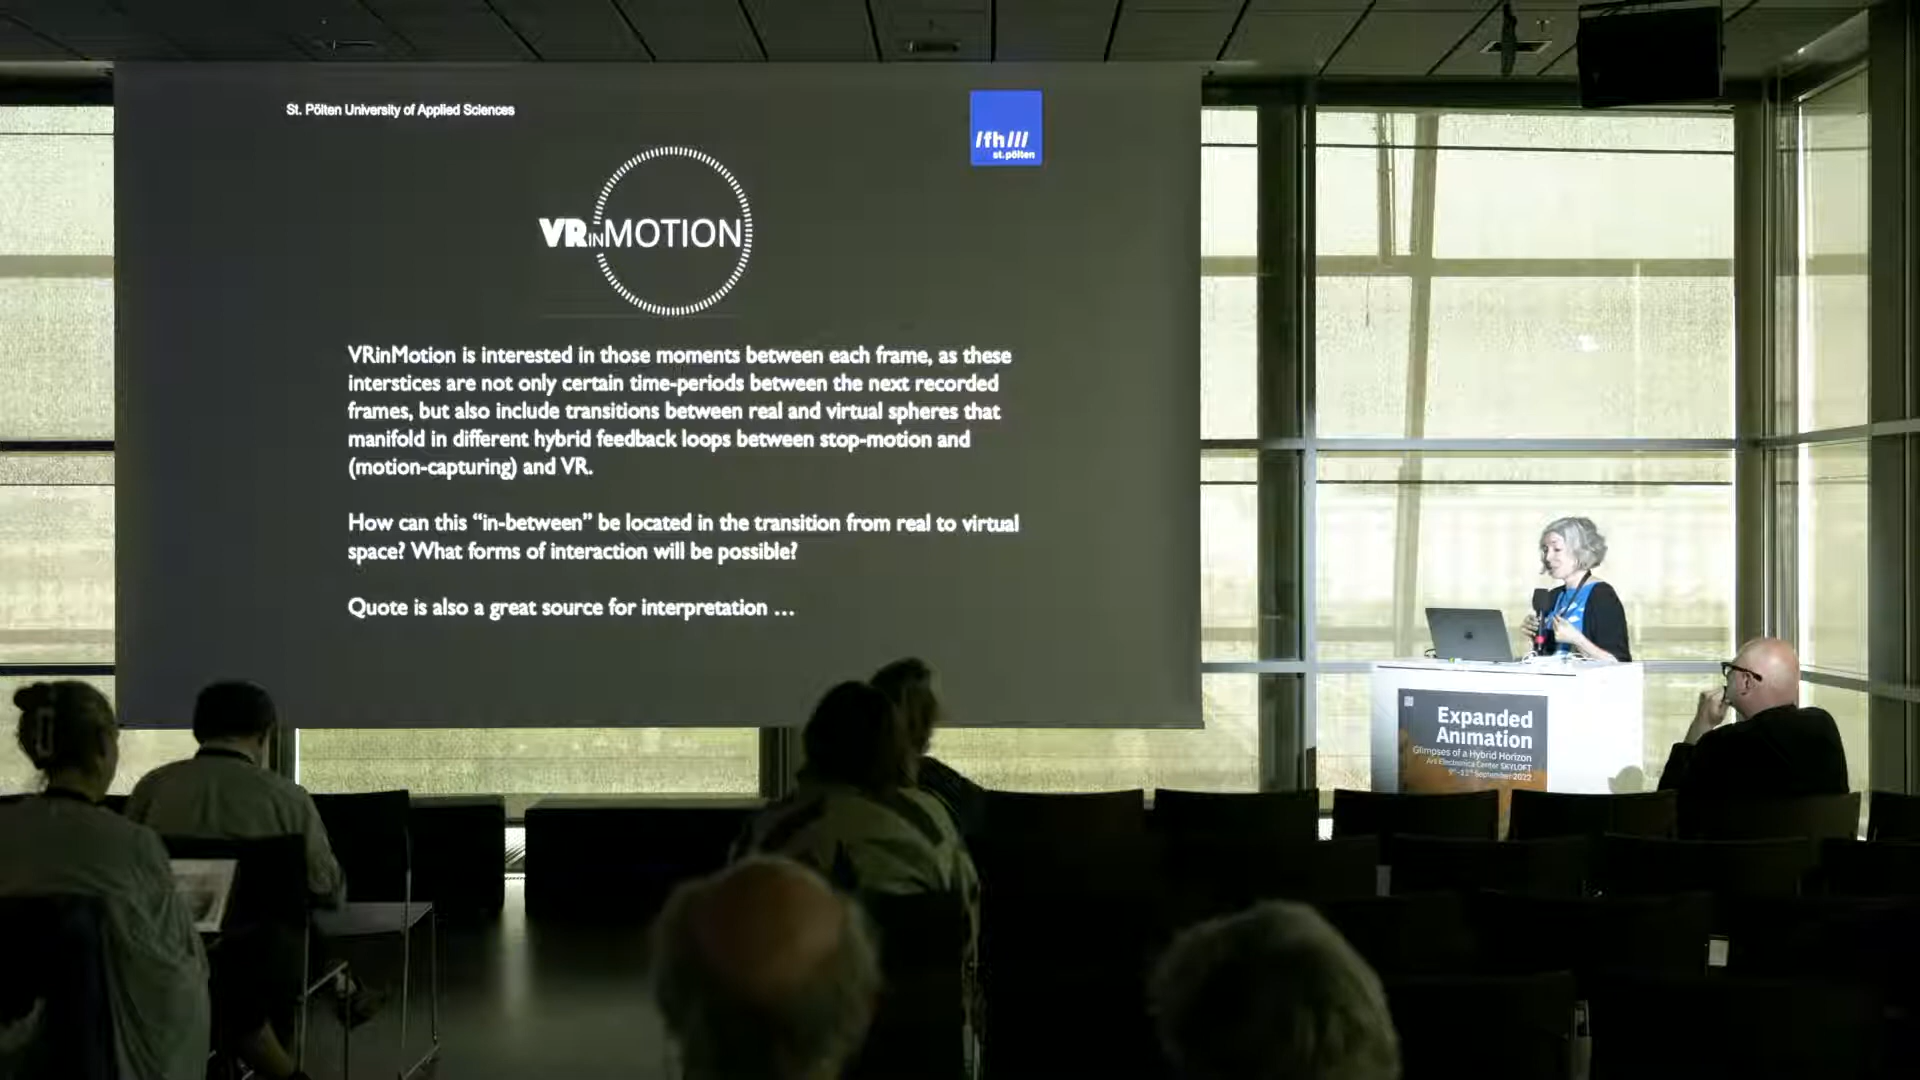 St. Pölten University of Applied Sciences
/fh///
st.pölten
VRINMOTION
VRinMotion is interested in those moments between each frame, as these
interstices are not only certain time-periods between the next recorded
frames, but also include transitions between real and virtual spheres that
manifold in different hybrid feedback loops between stop-motion and
(motion-capturing) and VR.
How can this “in-between” be located in the transition from real to virtual
space? What forms of interaction will be possible?
Quote is also a great source for interpretation …
Expanded
Animation
Glimpses of a Hybrid Horizon
Ars Electronica Center SKYLOFT
9th–11th September 2022